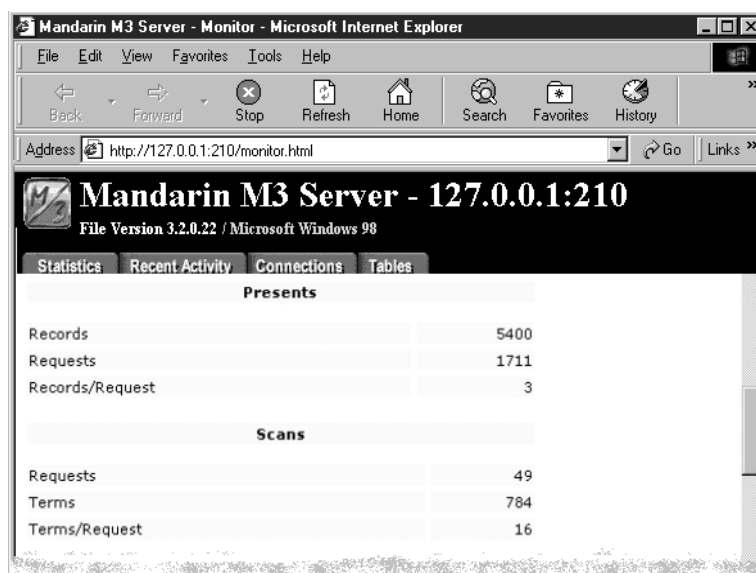 Mandarin M3 Server - Monitor - Microsoft Internet Explorer
File Edit View Favorites Tools Help
Back Forward Stop Refresh Home Search Favorites History »
Address http://127.0.0.1:210/monitor.html Go Links »
M3 Mandarin M3 Server - 127.0.0.1:210
File Version 3.2.0.22 / Microsoft Windows 98
Statistics Recent Activity Connections Tables
Presents
Records 5400
Requests 1711
Records/Request 3
Scans
Requests 49
Terms 784
Terms/Request 16